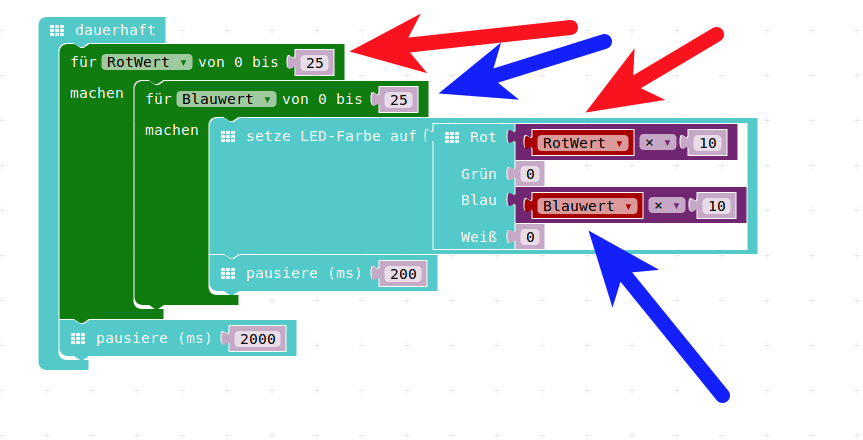 dauerhaft
für RotWert ▾ von 0 bis 25
machen
für Blauwert ▾ von 0 bis 25
machen
setze LED-Farbe auf
Rot RotWert ▾ × ▾ 10
Grün 0
Blau Blauwert ▾ × ▾ 10
Weiß 0
pausiere (ms) 200
pausiere (ms) 2000